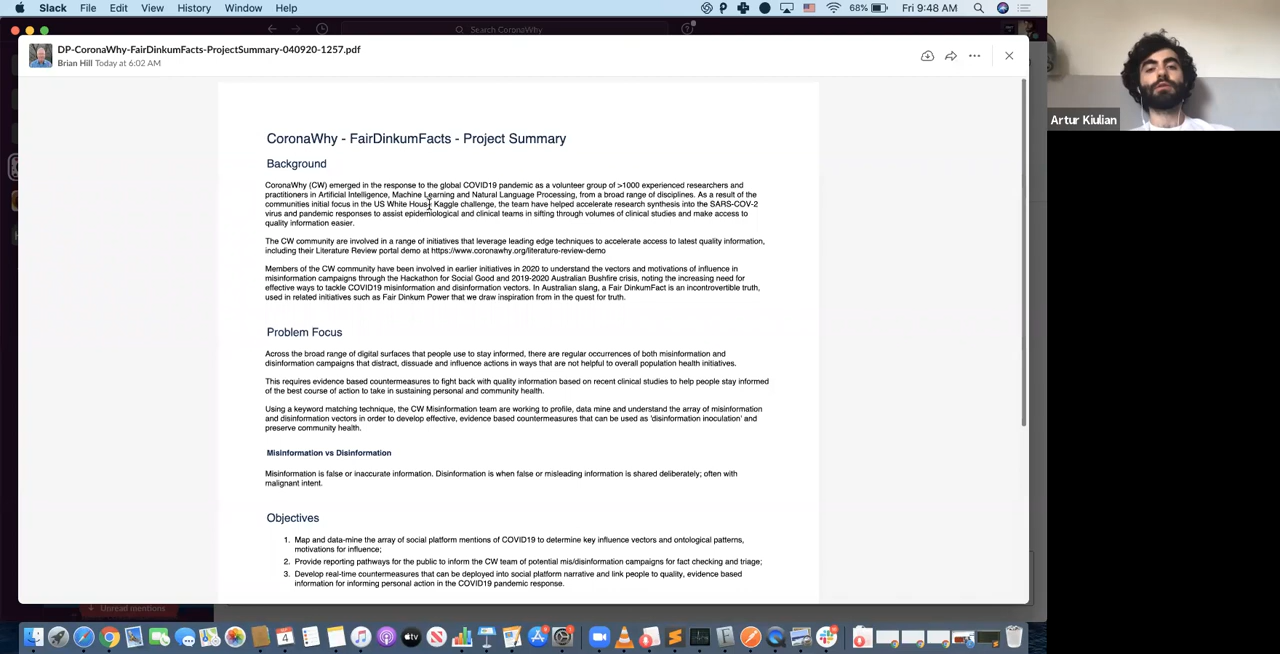 Slack File Edit View History Window Help
68% Fri 9:48 AM
Search CoronaWhy
DP-CoronaWhy-FairDinkumFacts-ProjectSummary-040920-1257.pdf
Brian Hill Today at 6:02 AM
Artur Kiulian
CoronaWhy - FairDinkumFacts - Project Summary
Background
CoronaWhy (CW) emerged in the response to the global COVID19 pandemic as a volunteer group of >1000 experienced researchers and
practitioners in Artificial Intelligence, Machine Learning and Natural Language Processing, from a broad range of disciplines. As a result of the
communities initial focus in the US White House Kaggle challenge, the team have helped accelerate research synthesis into the SARS-COV-2
virus and pandemic responses to assist epidemiological and clinical teams in sifting through volumes of clinical studies and make access to
quality information easier.
The CW community are involved in a range of initiatives that leverage leading edge techniques to accelerate access to latest quality information,
including their Literature Review portal demo at https://www.coronawhy.org/literature-review-demo
Members of the CW community have been involved in earlier initiatives in 2020 to understand the vectors and motivations of influence in
misinformation campaigns through the Hackathon for Social Good and 2019-2020 Australian Bushfire crisis, noting the increasing need for
effective ways to tackle COVID19 misinformation and disinformation vectors. In Australian slang, a Fair DinkumFact is an incontrovertible truth,
used in related initiatives such as Fair Dinkum Power that we draw inspiration from in the quest for truth.
Problem Focus
Across the broad range of digital surfaces that people use to stay informed, there are regular occurrences of both misinformation and
disinformation campaigns that distract, dissuade and influence actions in ways that are not helpful to overall population health initiatives.
This requires evidence based countermeasures to fight back with quality information based on recent clinical studies to help people stay informed
of the best course of action to take in sustaining personal and community health.
Using a keyword matching technique, the CW Misinformation team are working to profile, data mine and understand the array of misinformation
and disinformation vectors in order to develop effective, evidence based countermeasures that can be used as 'disinformation inoculation' and
preserve community health.
Misinformation vs Disinformation
Misinformation is false or inaccurate information. Disinformation is when false or misleading information is shared deliberately; often with
malignant intent.
Objectives
1. Map and data-mine the array of social platform mentions of COVID19 to determine key influence vectors and ontological patterns,
motivations for influence;
2. Provide reporting pathways for the public to inform the CW team of potential mis/disinformation campaigns for fact checking and triage;
3. Develop real-time countermeasures that can be deployed into social platform narrative and link people to quality, evidence based
information for informing personal action in the COVID19 pandemic response.
Unread mentions